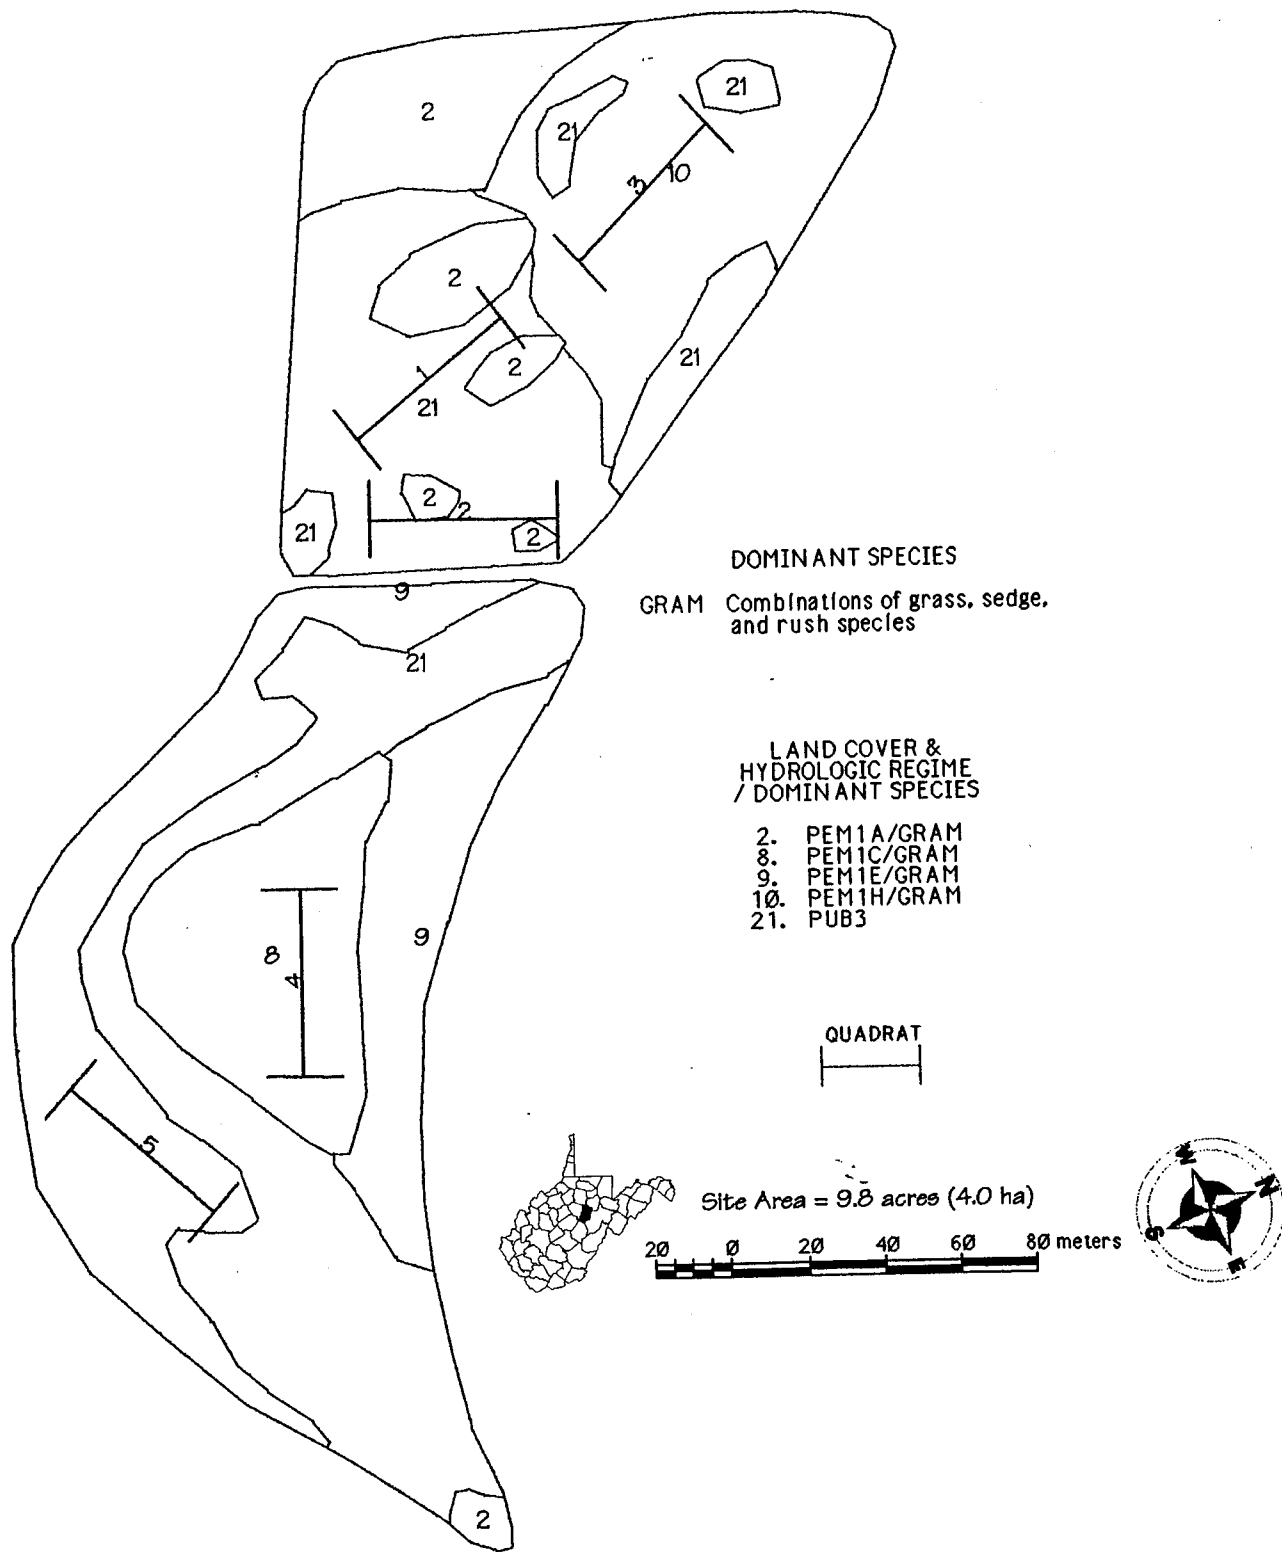 2
21
21
3
10
2
2
1
21
21
2
2
2
21
2
DOMINANT SPECIES
GRAM Combinations of grass, sedge,
and rush species
9
21
LAND COVER &
HYDROLOGIC REGIME
/ DOMINANT SPECIES
2. PEM1A/GRAM
8. PEM1C/GRAM
9. PEM1E/GRAM
10. PEM1H/GRAM
21. PUB3
8
4
9
QUADRAT
5
Site Area = 9.8 acres (4.0 ha)
20 0 20 40 60 80 meters
W
N
S
E
2